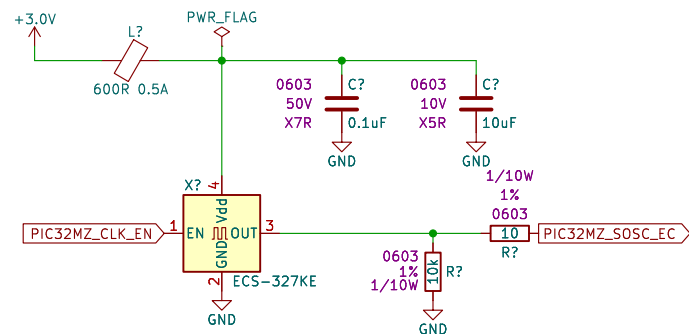 PWR_FLAG
+3.0V
L?
600R 0.5A
0603
50V
X7R
C?
0.1uF
GND
0603
10V
X5R
C?
10uF
GND
X?
4
Vdd
PIC32MZ_CLK_EN
1
EN
OUT
3
GND
2
ECS-327KE
GND
0603
1%
1/10W
10k
R?
GND
1/10W
1%
0603
10
R?
PIC32MZ_SOSC_EC